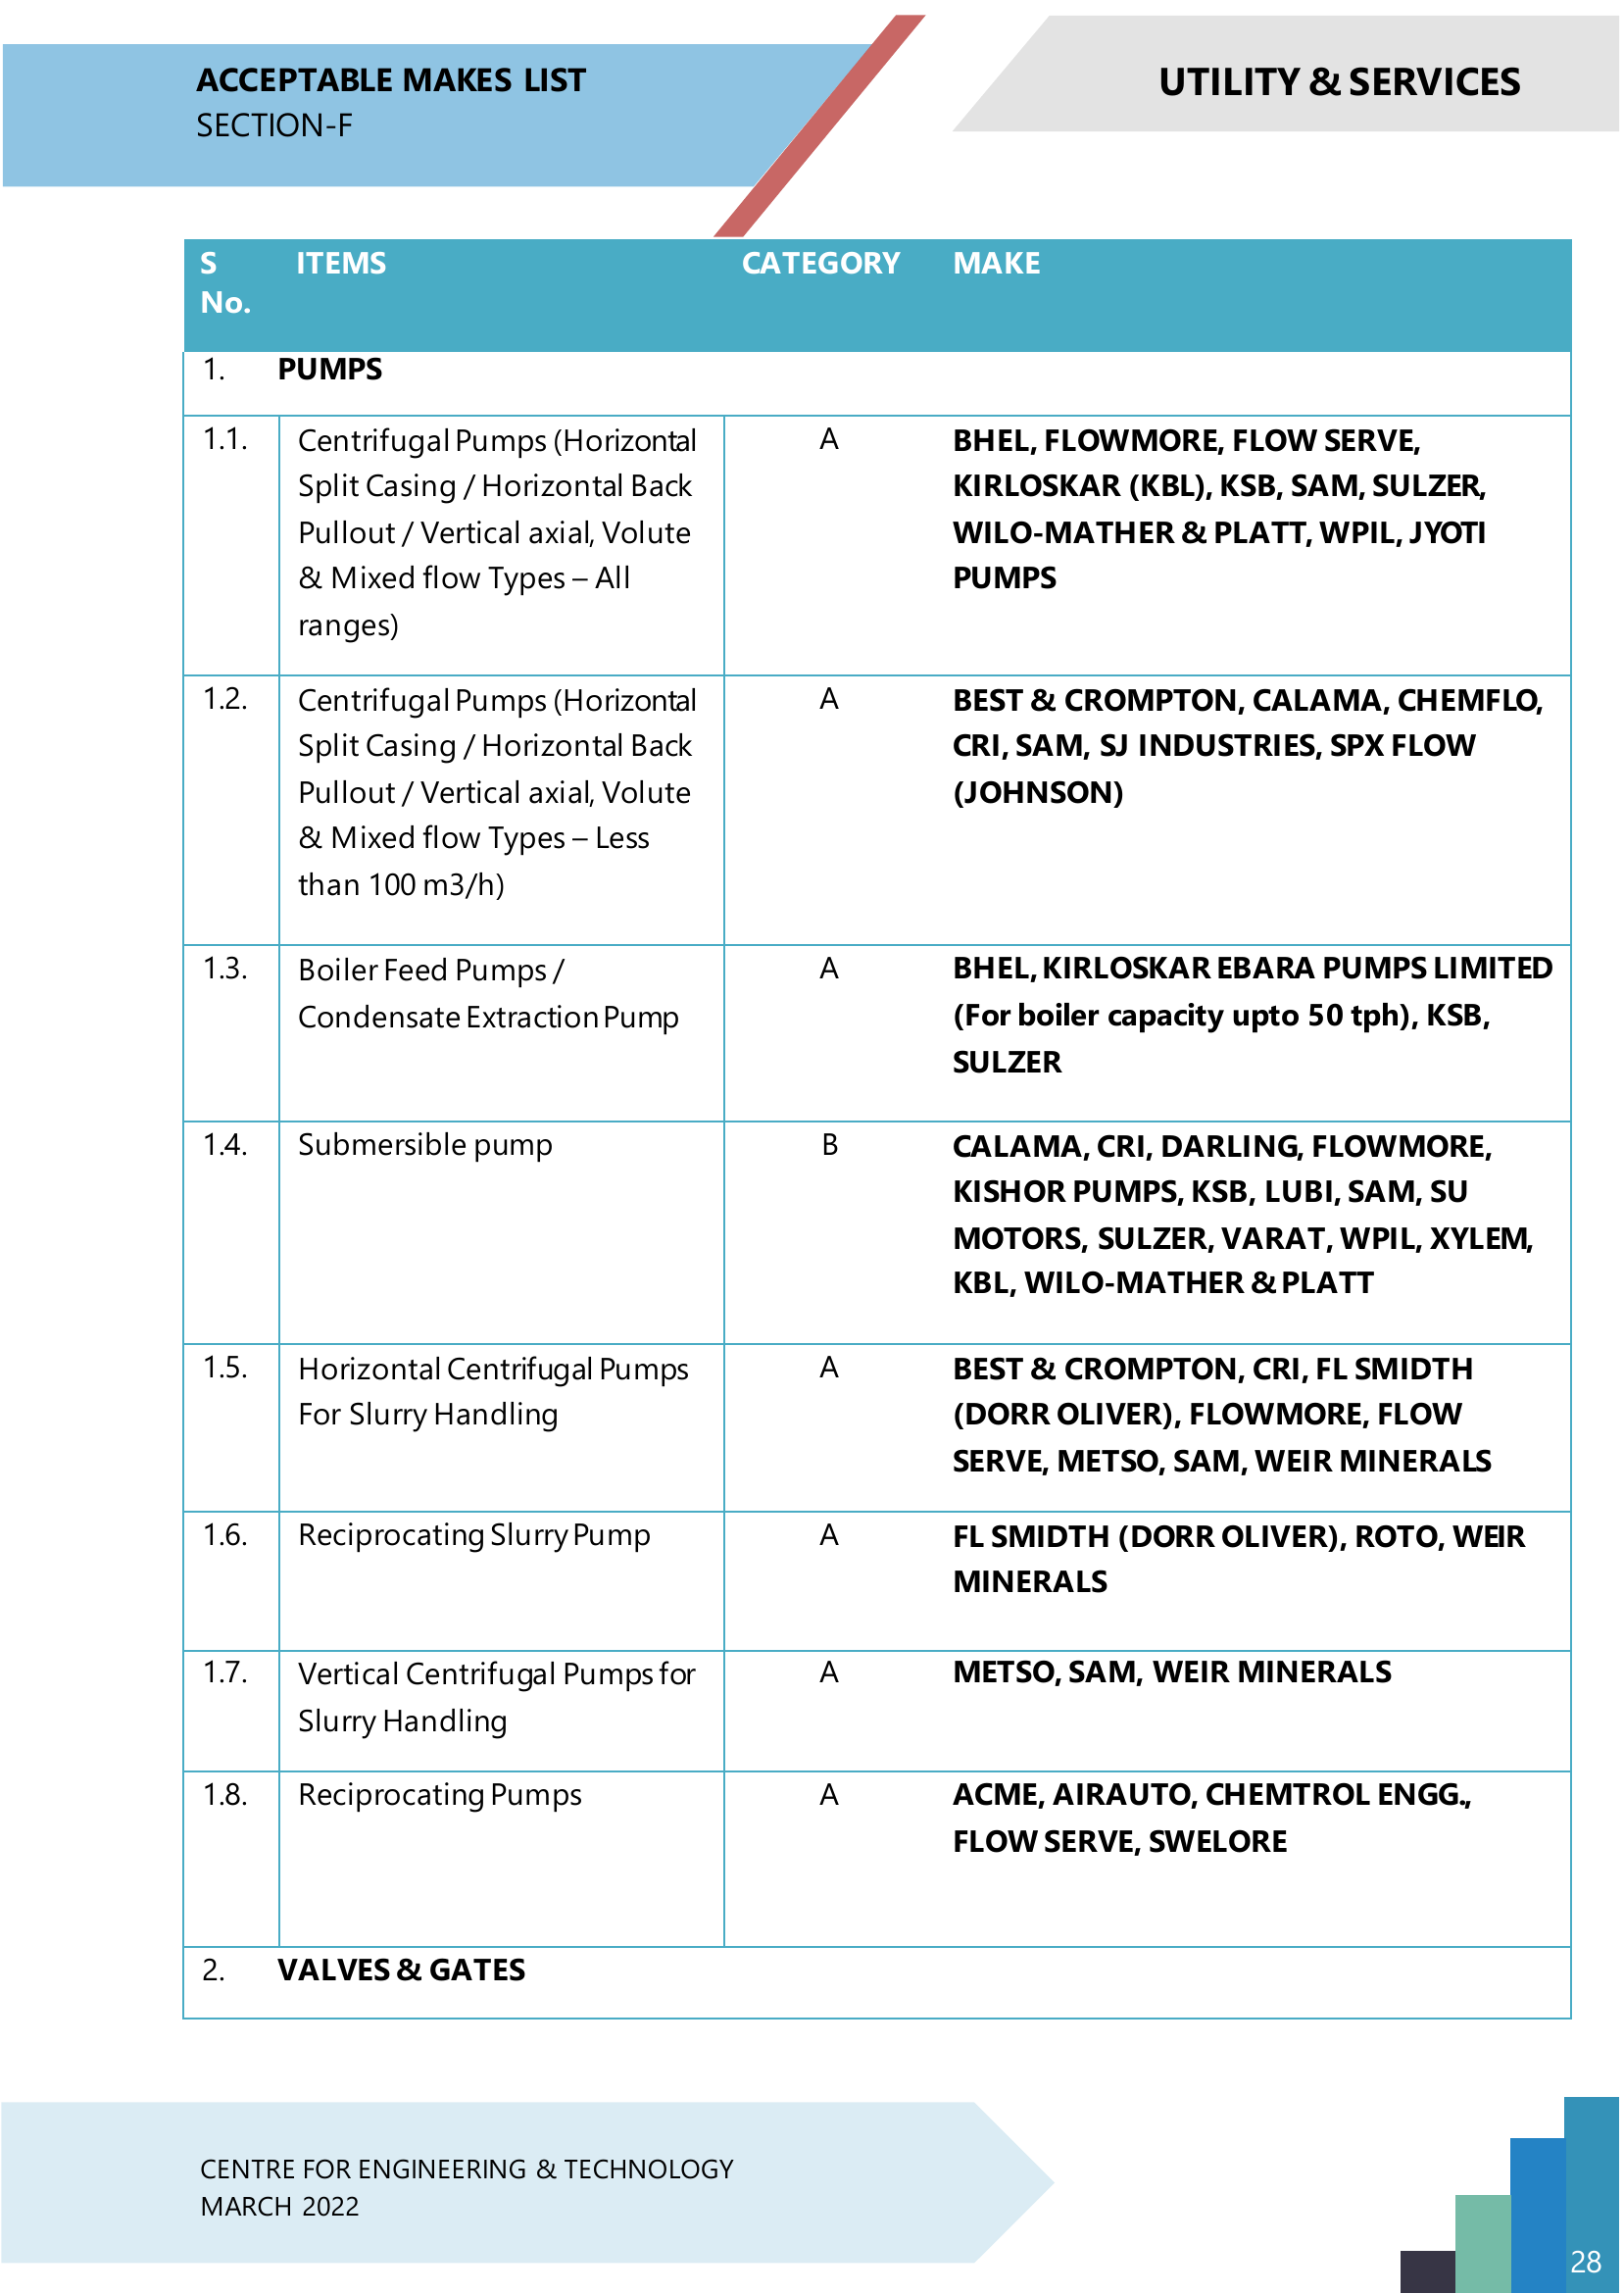 ACCEPTABLE MAKES LIST
SECTION-F
UTILITY & SERVICES
S No. ITEMS CATEGORY MAKE
1. PUMPS
1.1. Centrifugal Pumps (Horizontal A BHEL, FLOWMORE, FLOW SERVE,
Split Casing / Horizontal Back KIRLOSKAR (KBL), KSB, SAM, SULZER,
Pullout / Vertical axial, Volute WILO-MATHER & PLATT, WPIL, JYOTI
& Mixed flow Types – All PUMPS
ranges)
1.2. Centrifugal Pumps (Horizontal A BEST & CROMPTON, CALAMA, CHEMFLO,
Split Casing / Horizontal Back CRI, SAM, SJ INDUSTRIES, SPX FLOW
Pullout / Vertical axial, Volute (JOHNSON)
& Mixed flow Types – Less
than 100 m3/h)
1.3. Boiler Feed Pumps / A BHEL, KIRLOSKAR EBARA PUMPS LIMITED
Condensate Extraction Pump (For boiler capacity upto 50 tph), KSB,
SULZER
1.4. Submersible pump B CALAMA, CRI, DARLING, FLOWMORE,
KISHOR PUMPS, KSB, LUBI, SAM, SU
MOTORS, SULZER, VARAT, WPIL, XYLEM,
KBL, WILO-MATHER & PLATT
1.5. Horizontal Centrifugal Pumps A BEST & CROMPTON, CRI, FL SMIDTH
For Slurry Handling (DORR OLIVER), FLOWMORE, FLOW
SERVE, METSO, SAM, WEIR MINERALS
1.6. Reciprocating Slurry Pump A FL SMIDTH (DORR OLIVER), ROTO, WEIR
MINERALS
1.7. Vertical Centrifugal Pumps for A METSO, SAM, WEIR MINERALS
Slurry Handling
1.8. Reciprocating Pumps A ACME, AIRAUTO, CHEMTROL ENGG.,
FLOW SERVE, SWELORE
2. VALVES & GATES
CENTRE FOR ENGINEERING & TECHNOLOGY
MARCH 2022
28